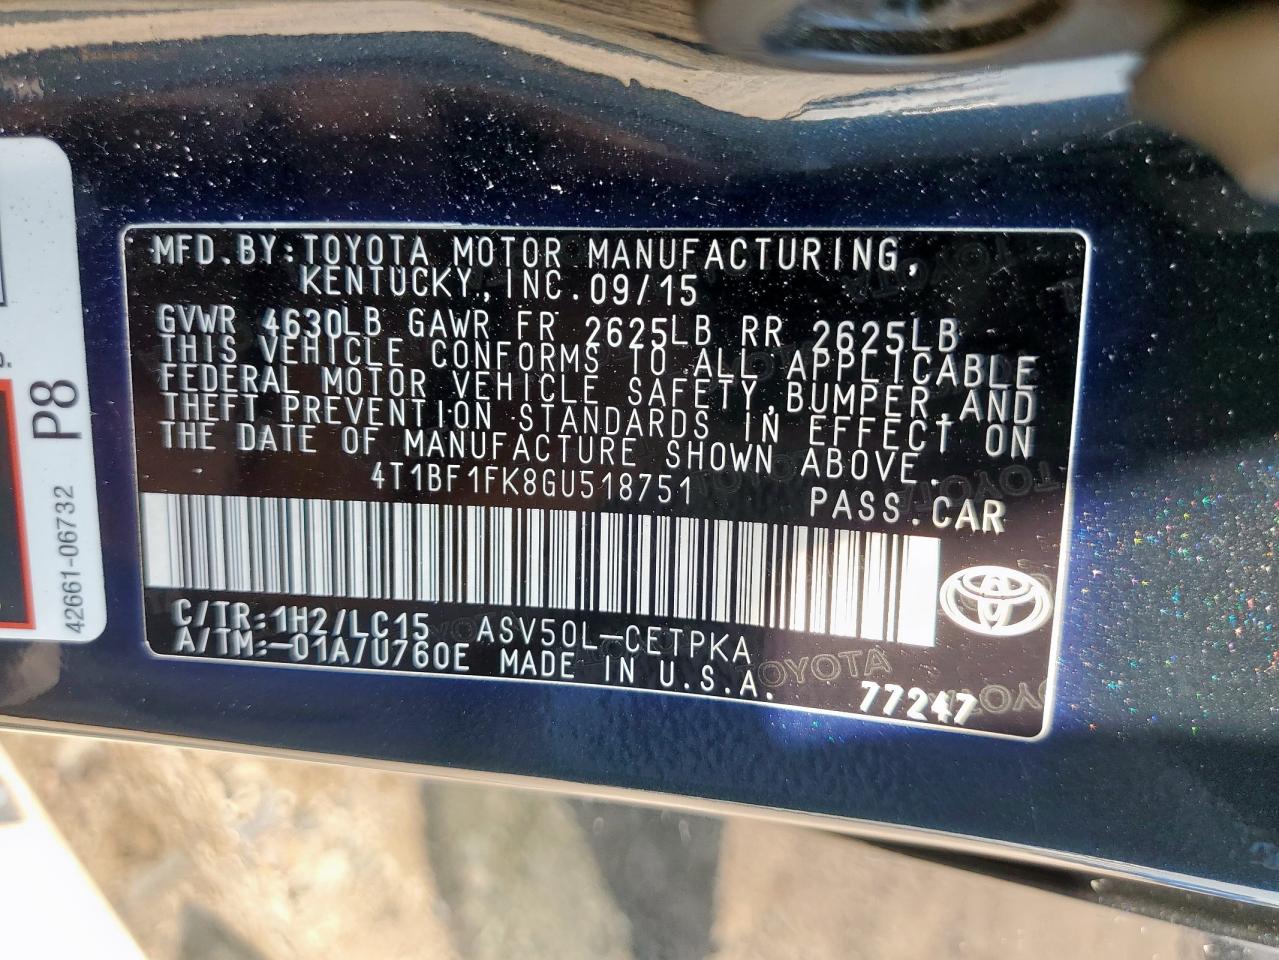 MFD.BY:TOYOTA MOTOR MANUFACTURING,
KENTUCKY,INC. 09/15
GVWR 4630LB GAWR FR 2625LB RR 2625LB
THIS VEHICLE CONFORMS TO ALL APPLICABLE
FEDERAL MOTOR VEHICLE SAFETY,BUMPER,AND
THEFT PREVENTION STANDARDS IN EFFECT ON
THE DATE OF MANUFACTURE SHOWN ABOVE.
4T1BF1FK8GU518751 PASS.CAR
C/TR:1H2/LC15 ASV50L-CETPKA
A/TM:-01A7U760E MADE IN U.S.A.
77247
P8
42661-06732
TOYOTA